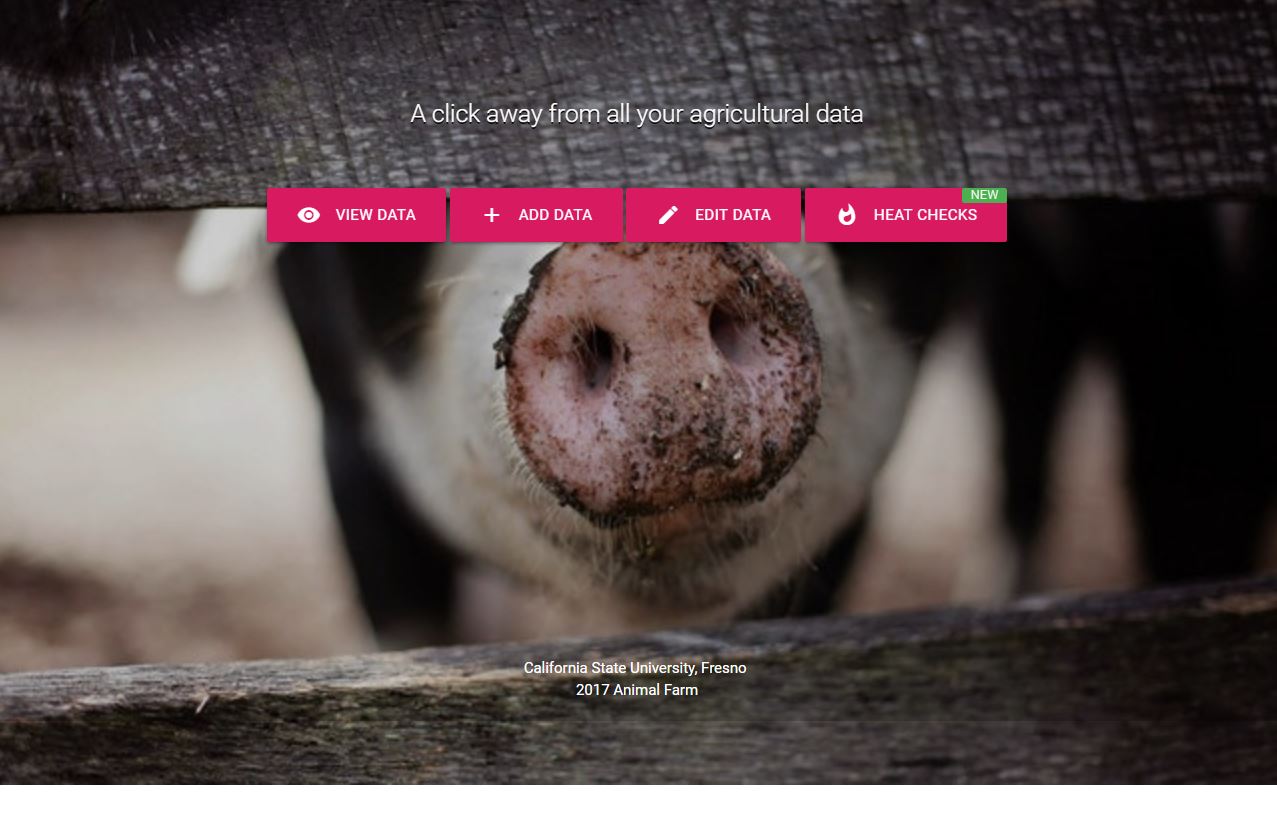 A click away from all your agricultural data
NEW
VIEW DATA
ADD DATA
EDIT DATA
HEAT CHECKS
California State University, Fresno
2017 Animal Farm